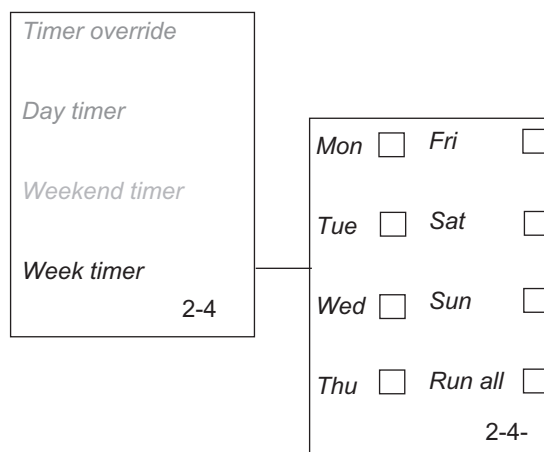 Timer override
Day timer
Weekend timer
Week timer
2-4
Mon Fri
Tue Sat
Wed Sun
Thu Run all
2-4-